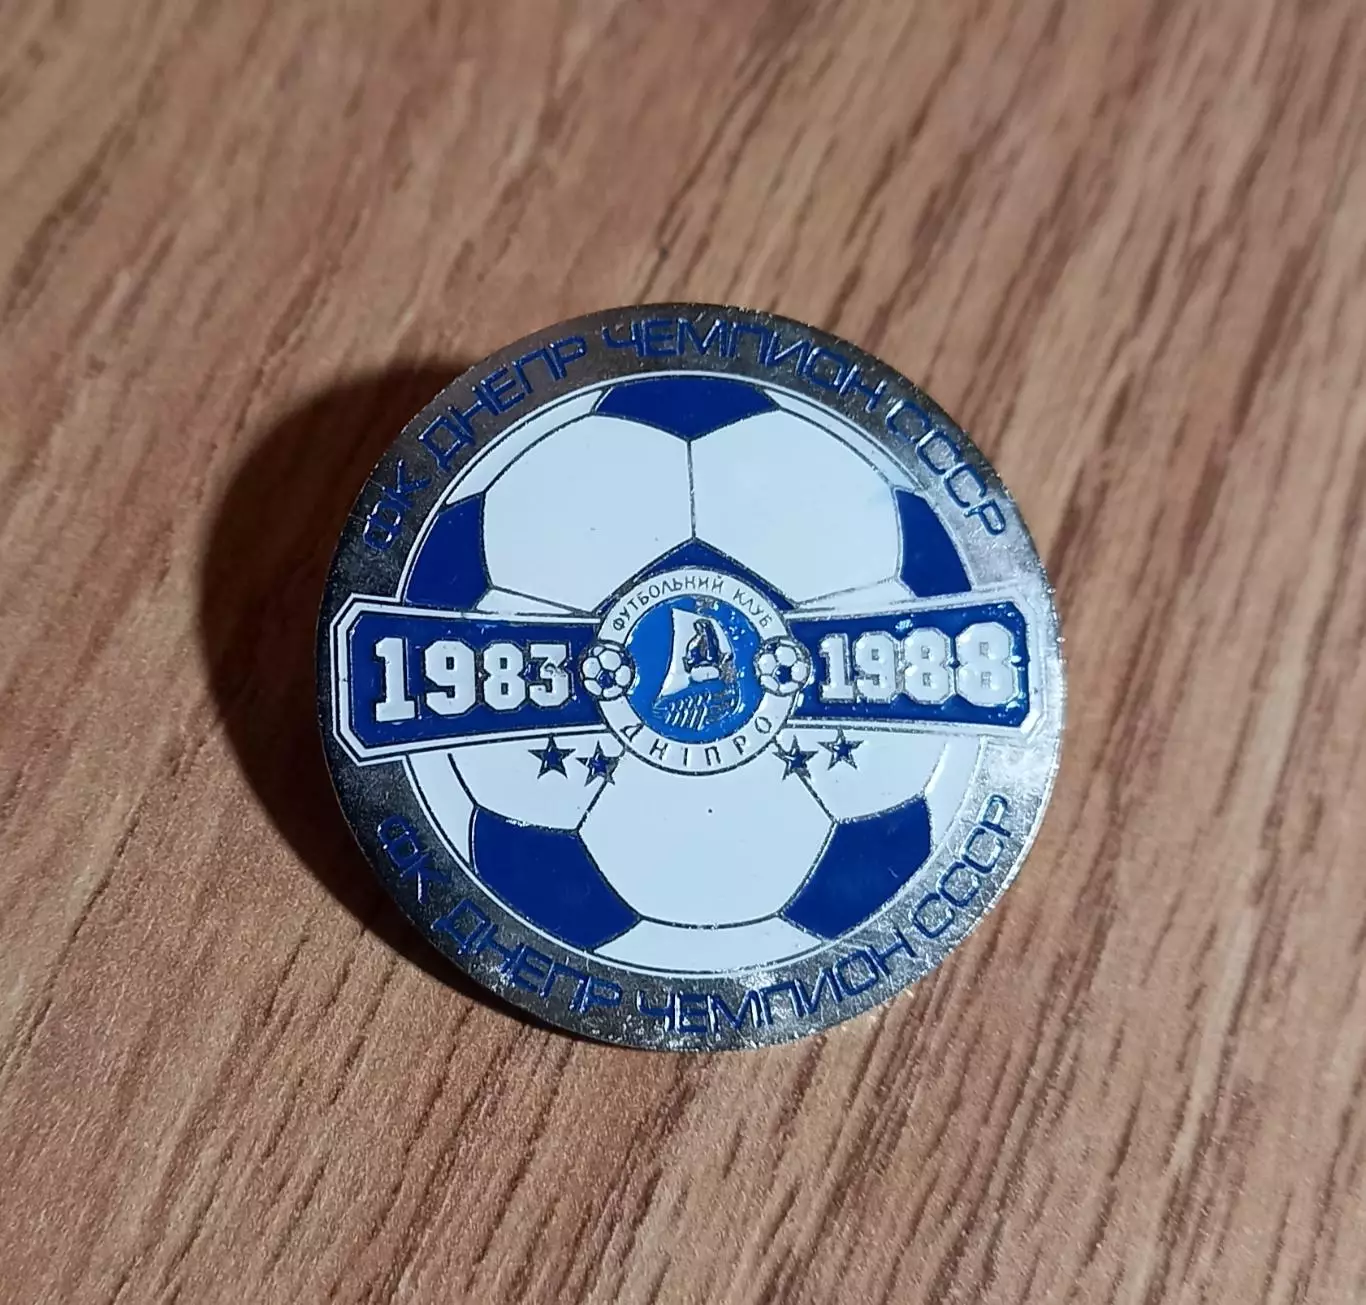 ФК ДНЕПР ЧЕМПИОН СССР
ФУТБОЛЬНИЙ КЛУБ
1983 1988
ДНІПРО
ФК ДНЕПР ЧЕМПИОН СССР